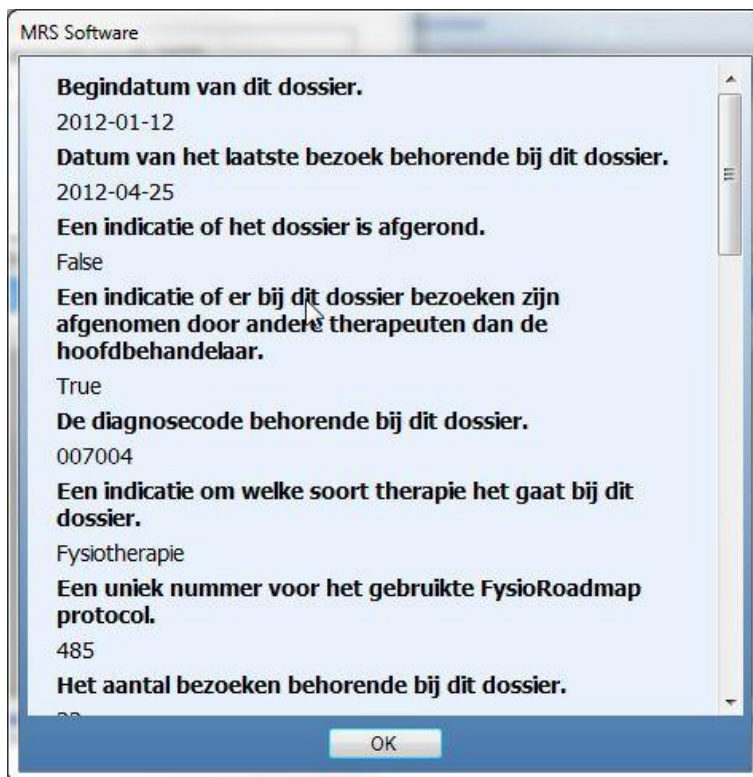 MRS Software
Begindatum van dit dossier.
2012-01-12
Datum van het laatste bezoek behorende bij dit dossier.
2012-04-25
Een indicatie of het dossier is afgerond.
False
Een indicatie of er bij dit dossier bezoeken zijn
afgenomen door andere therapeuten dan de
hoofdbehandelaar.
True
De diagnosecode behorende bij dit dossier.
007004
Een indicatie om welke soort therapie het gaat bij dit
dossier.
Fysiotherapie
Een uniek nummer voor het gebruikte FysioRoadmap
protocol.
485
Het aantal bezoeken behorende bij dit dossier.
OK